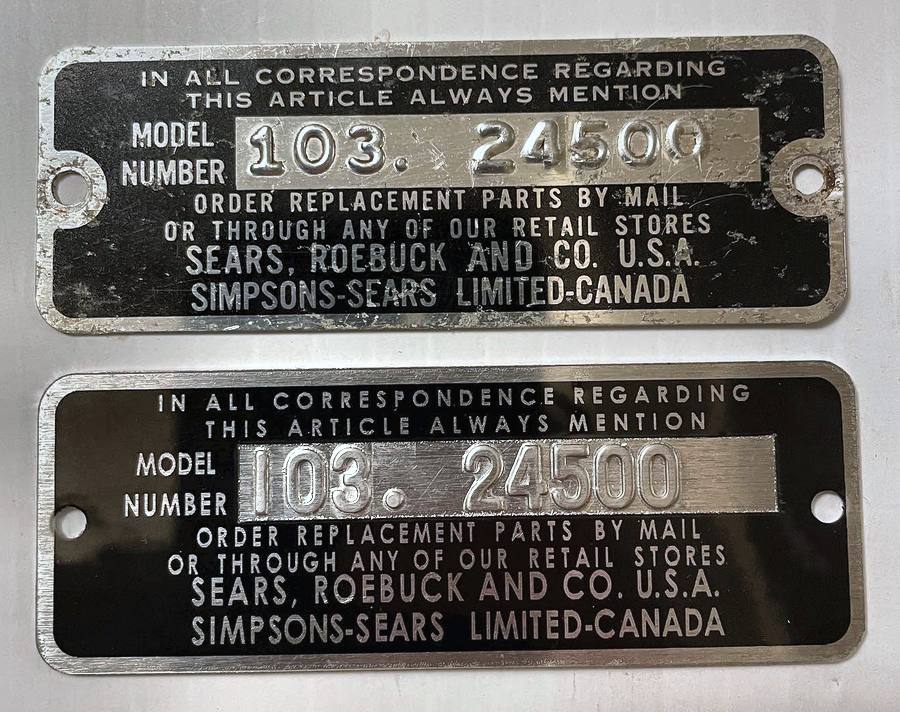 IN ALL CORRESPONDENCE REGARDING
THIS ARTICLE ALWAYS MENTION
MODEL NUMBER 103. 24500
ORDER REPLACEMENT PARTS BY MAIL
OR THROUGH ANY OF OUR RETAIL STORES
SEARS, ROEBUCK AND CO. U.S.A.
SIMPSONS-SEARS LIMITED-CANADA
IN ALL CORRESPONDENCE REGARDING
THIS ARTICLE ALWAYS MENTION
MODEL NUMBER 103. 24500
ORDER REPLACEMENT PARTS BY MAIL
OR THROUGH ANY OF OUR RETAIL STORES
SEARS, ROEBUCK AND CO. U.S.A.
SIMPSONS-SEARS LIMITED-CANADA